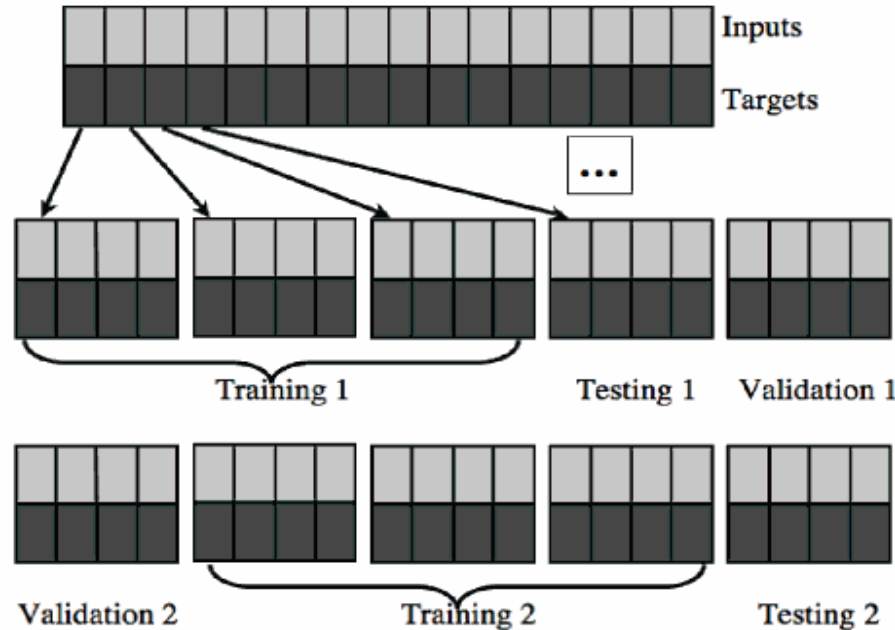 Inputs
Targets
...
Training 1
Testing 1
Validation 1
Validation 2
Training 2
Testing 2